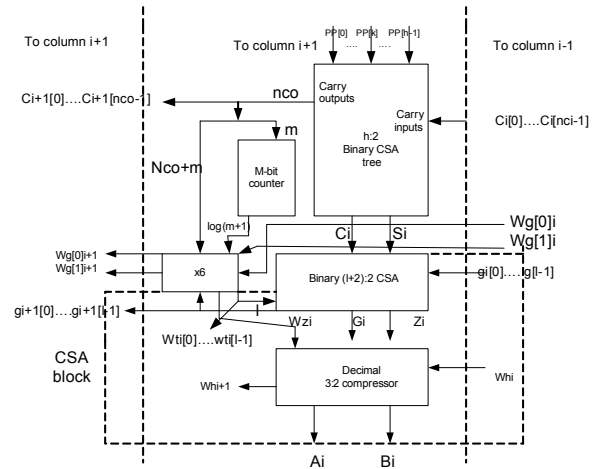 To column i+1
To column i+1
PP[0] PP[k] PP[h-1]
.... ....
To column i-1
Ci+1[0]....Ci+1[nco-1]
nco
Carry outputs
Carry inputs
Ci[0]....Ci[nci-1]
m
h:2
Binary CSA
tree
Nco+m
M-bit
counter
log(m+1)
Ci
Si
Wg[0]i
Wg[1]i
Wg[0]i+1
Wg[1]i+1
x6
Binary (l+2):2 CSA
gi[0]....Ig[l-1]
gi+1[0]....gi+1[l-1]
l
Wzi
Gi
Zi
Wti[0]....wti[l-1]
CSA
block
Whi+1
Decimal
3:2 compressor
Whi
Ai
Bi